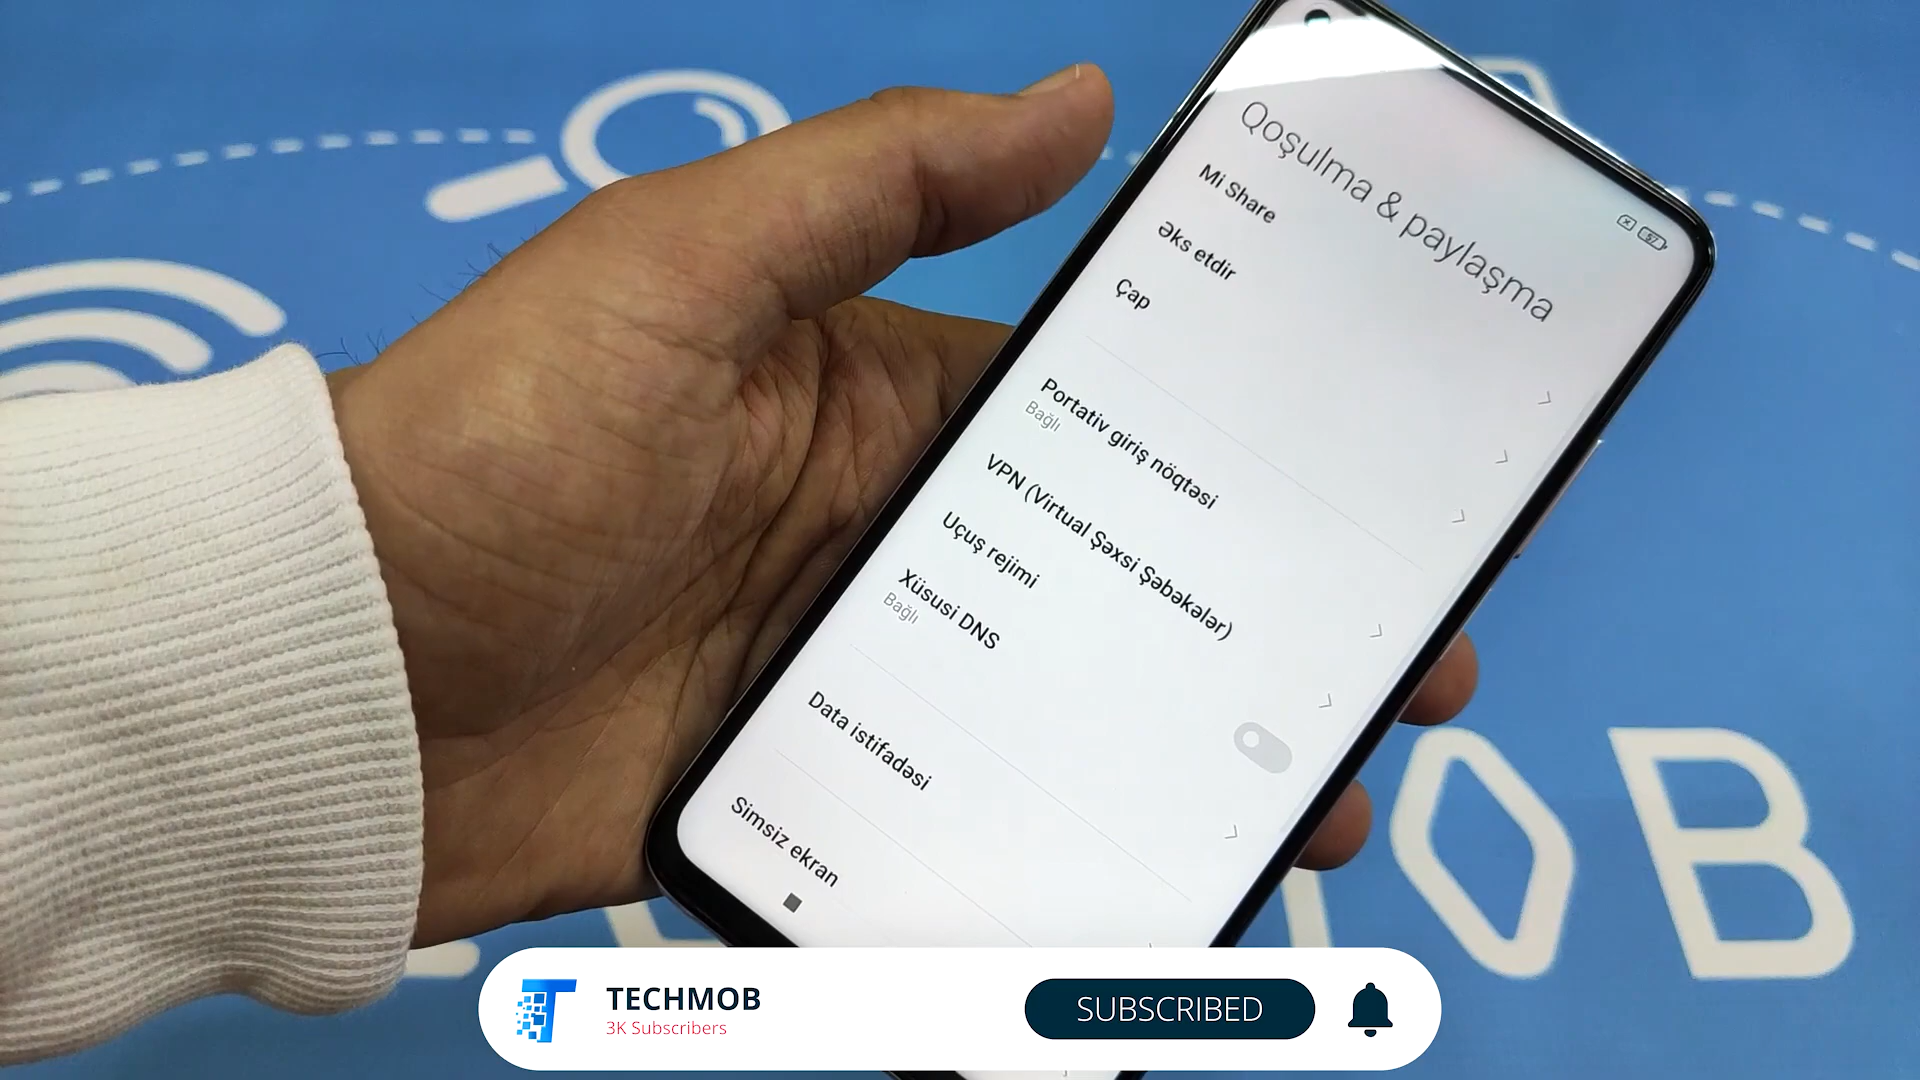 Qoşulma & paylaşma
Mi Share
Əks etdir
Çap
Portativ giriş nöqtəsi
Bağlı
VPN (Virtual Şəxsi Şəbəkələr)
Uçuş rejimi
Xüsusi DNS
Bağlı
Data istifadəsi
Simsiz ekran
OB
TECHMOB
3K Subscribers
SUBSCRIBED